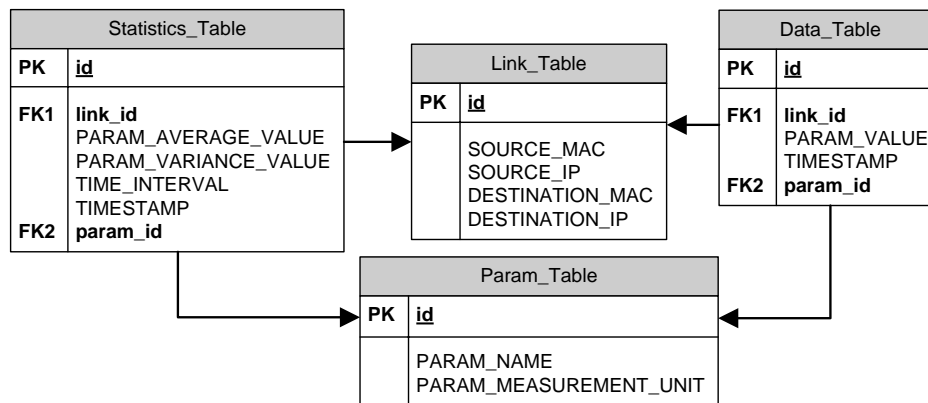 Statistics_Table
PK id
FK1 link_id
PARAM_AVERAGE_VALUE
PARAM_VARIANCE_VALUE
TIME_INTERVAL
TIMESTAMP
FK2 param_id
Link_Table
PK id
SOURCE_MAC
SOURCE_IP
DESTINATION_MAC
DESTINATION_IP
Data_Table
PK id
FK1 link_id
PARAM_VALUE
TIMESTAMP
FK2 param_id
Param_Table
PK id
PARAM_NAME
PARAM_MEASUREMENT_UNIT